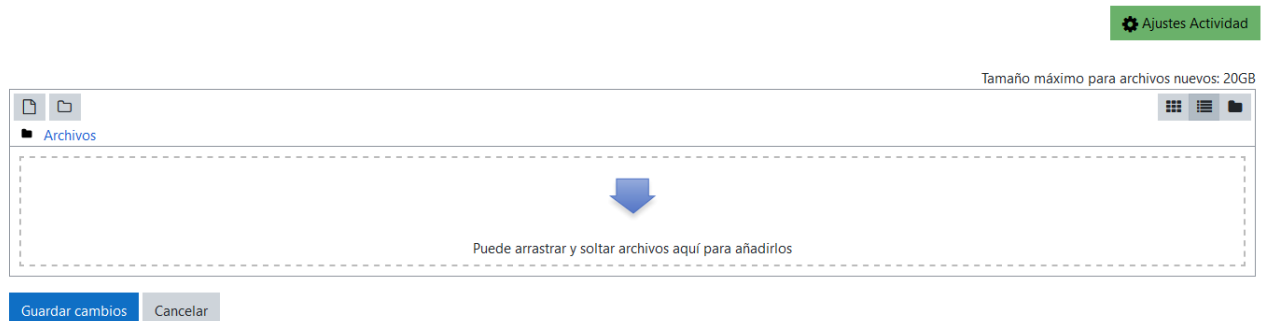 Ajustes Actividad
Tamaño máximo para archivos nuevos: 20GB
Archivos
Puede arrastrar y soltar archivos aquí para añadirlos
Guardar cambios
Cancelar